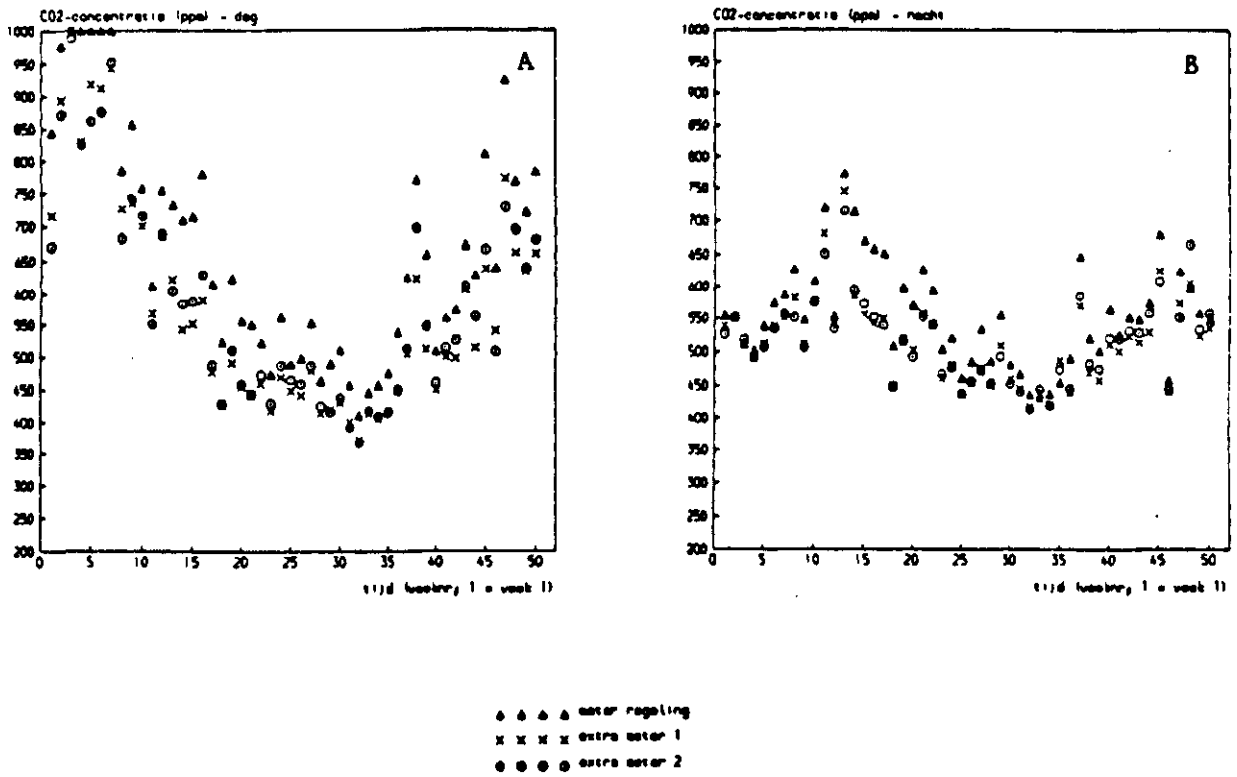 CO2-concentratie (ppm) - dag
A
1000
950
900
850
800
750
700
650
600
550
500
450
400
350
300
200
0 5 10 15 20 25 30 35 40 45 50
tijd (weeknr, 1 = week 1)
CO2-concentratie (ppm) - nacht
B
1000
950
900
850
800
750
700
650
600
550
500
450
400
350
300
200
0 5 10 15 20 25 30 35 40 45 50
tijd (weeknr, 1 = week 1)
meter regeling
extra meter 1
extra meter 2